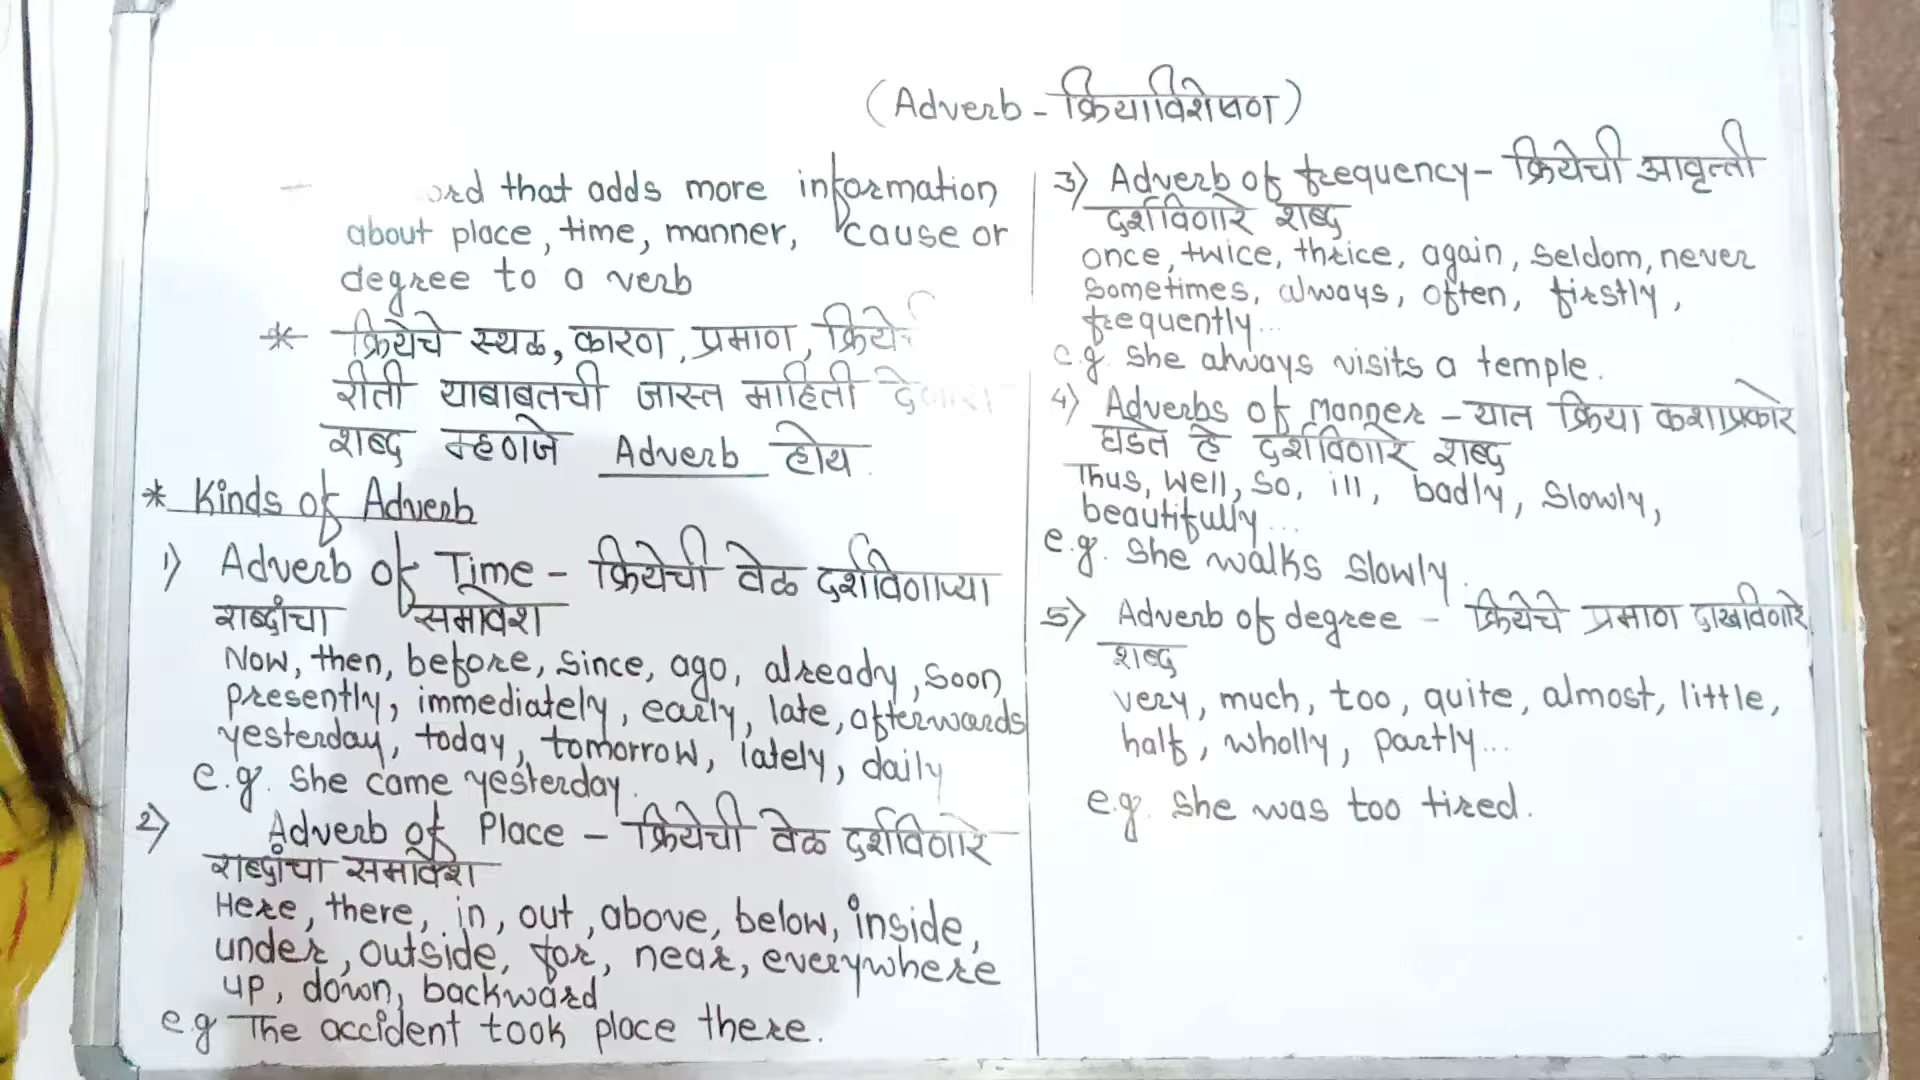 (Adverb - क्रियाविशेषण)
that adds more information
about place, time, manner, cause or
degree to a verb
* क्रियेचे स्थळ, कारण, प्रमाण,
रीती याबाबतची जास्त माहिती
शब्द म्हणजे Adverb होय.
* Kinds of Adverb
1) Adverb of Time - क्रियेची वेळ दर्शविणाऱ्या
शब्दांचा समावेश
Now, then, before, since, ago, already, soon
presently, immediately, early, late, afterwards
yesterday, today, tomorrow, lately, daily
e.g. She came yesterday.
2) Adverb of Place - क्रियेची वेळ दर्शविणारे
शब्दांचा समावेश
Here, there, in, out, above, below, inside,
under, outside, far, near, everywhere
up, down, backward
e.g The accident took place there.
3) Adverb of frequency - क्रियेची आवृत्ती
दर्शविणारे शब्द
once, twice, thrice, again, seldom, never
sometimes, always, often, firstly,
frequently...
e.g. She always visits a temple.
4) Adverbs of Manner - यात क्रिया कशाप्रकारे
घडते हे दर्शविणारे शब्द
Thus, well, so, ill, badly, slowly,
beautifully...
e.g. She walks slowly.
5) Adverb of degree - क्रियेचे प्रमाण दाखविणारे
शब्द
very, much, too, quite, almost, little,
half, wholly, partly...
e.g. She was too tired.